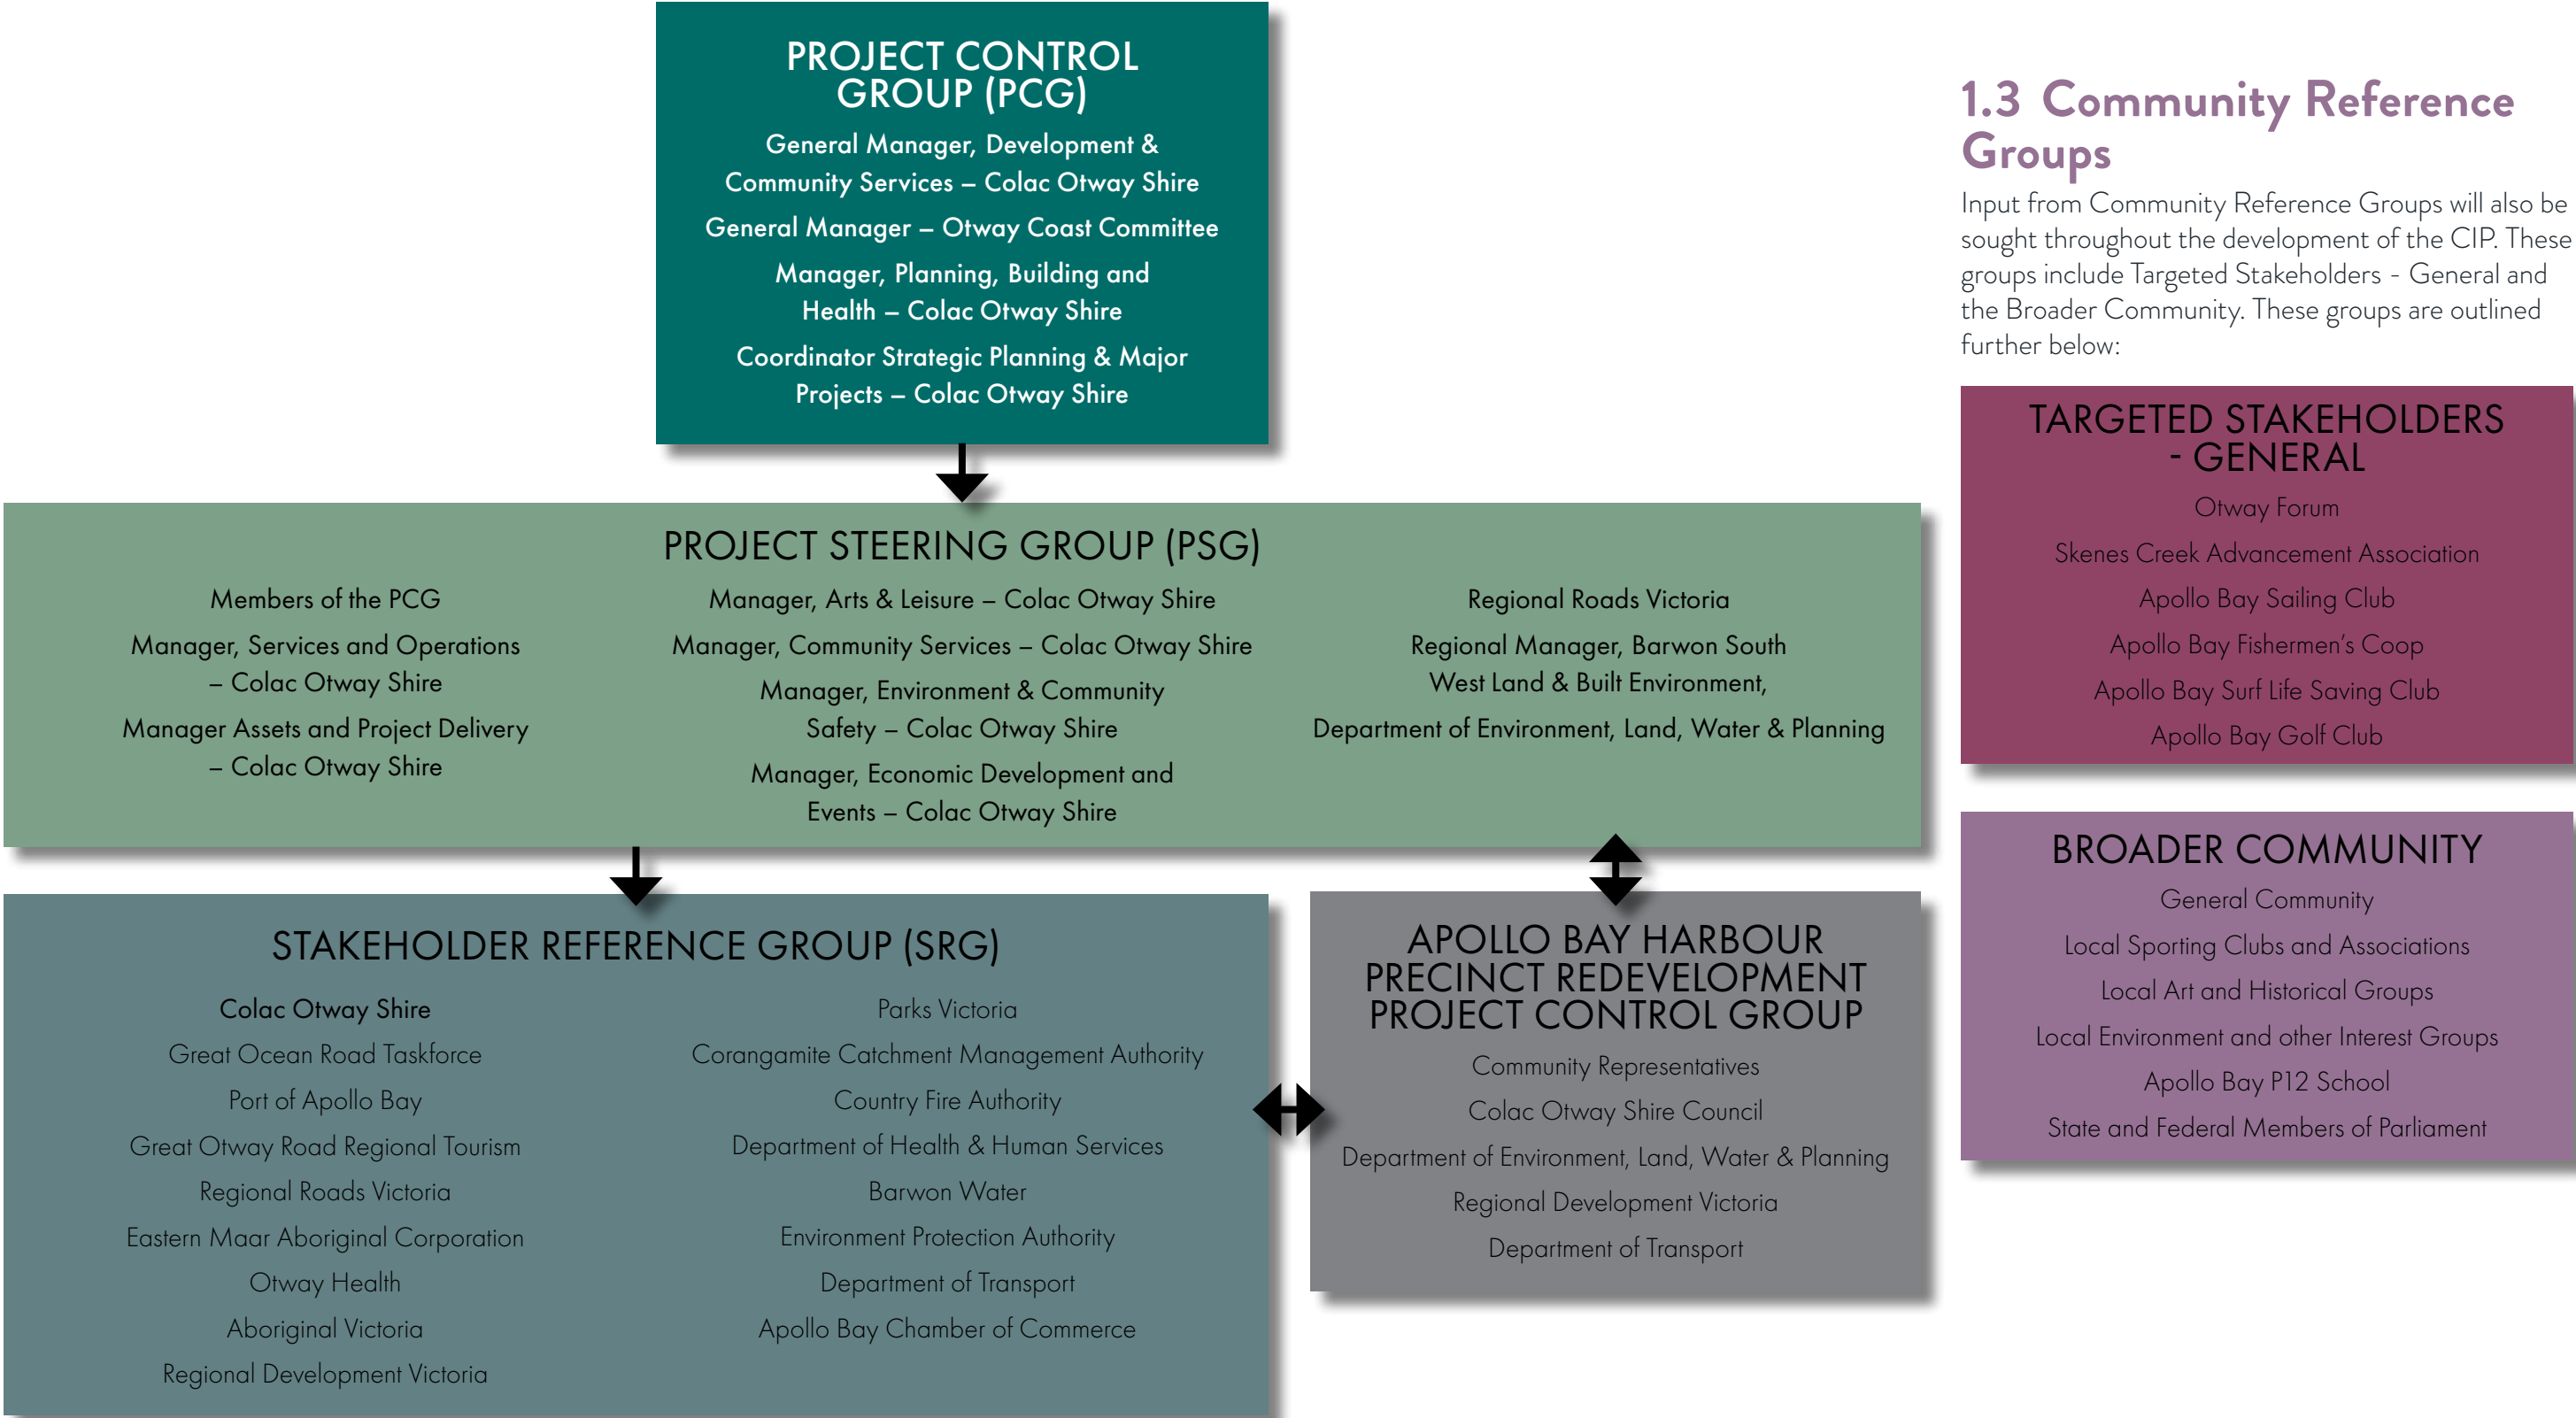 PROJECT CONTROL
GROUP (PCG)
General Manager, Development &
Community Services – Colac Otway Shire
General Manager – Otway Coast Committee
Manager, Planning, Building and
Health – Colac Otway Shire
Coordinator Strategic Planning & Major
Projects – Colac Otway Shire
PROJECT STEERING GROUP (PSG)
Members of the PCG
Manager, Services and Operations
– Colac Otway Shire
Manager Assets and Project Delivery
– Colac Otway Shire
Manager, Arts & Leisure – Colac Otway Shire
Manager, Community Services – Colac Otway Shire
Manager, Environment & Community
Safety – Colac Otway Shire
Manager, Economic Development and
Events – Colac Otway Shire
Regional Roads Victoria
Regional Manager, Barwon South
West Land & Built Environment,
Department of Environment, Land, Water & Planning
STAKEHOLDER REFERENCE GROUP (SRG)
Colac Otway Shire
Great Ocean Road Taskforce
Port of Apollo Bay
Great Otway Road Regional Tourism
Regional Roads Victoria
Eastern Maar Aboriginal Corporation
Otway Health
Aboriginal Victoria
Regional Development Victoria
Parks Victoria
Corangamite Catchment Management Authority
Country Fire Authority
Department of Health & Human Services
Barwon Water
Environment Protection Authority
Department of Transport
Apollo Bay Chamber of Commerce
APOLLO BAY HARBOUR
PRECINCT REDEVELOPMENT
PROJECT CONTROL GROUP
Community Representatives
Colac Otway Shire Council
Department of Environment, Land, Water & Planning
Regional Development Victoria
Department of Transport
1.3 Community Reference
Groups
Input from Community Reference Groups will also be
sought throughout the development of the CIP. These
groups include Targeted Stakeholders - General and
the Broader Community. These groups are outlined
further below:
TARGETED STAKEHOLDERS
- GENERAL
Otway Forum
Skenes Creek Advancement Association
Apollo Bay Sailing Club
Apollo Bay Fishermen's Coop
Apollo Bay Surf Life Saving Club
Apollo Bay Golf Club
BROADER COMMUNITY
General Community
Local Sporting Clubs and Associations
Local Art and Historical Groups
Local Environment and other Interest Groups
Apollo Bay P12 School
State and Federal Members of Parliament